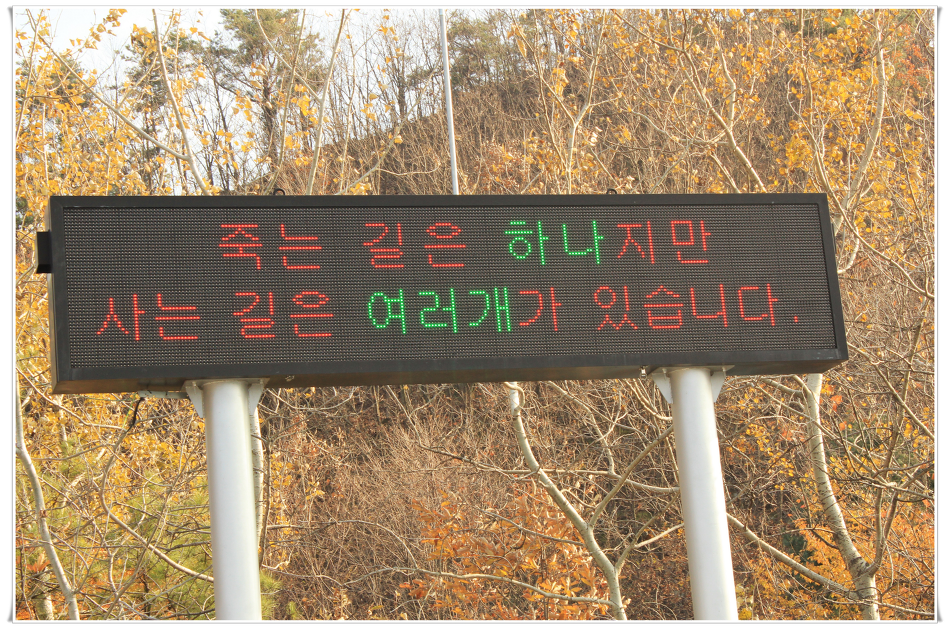 죽는 길은 하나지만
사는 길은 여러개가 있습니다.